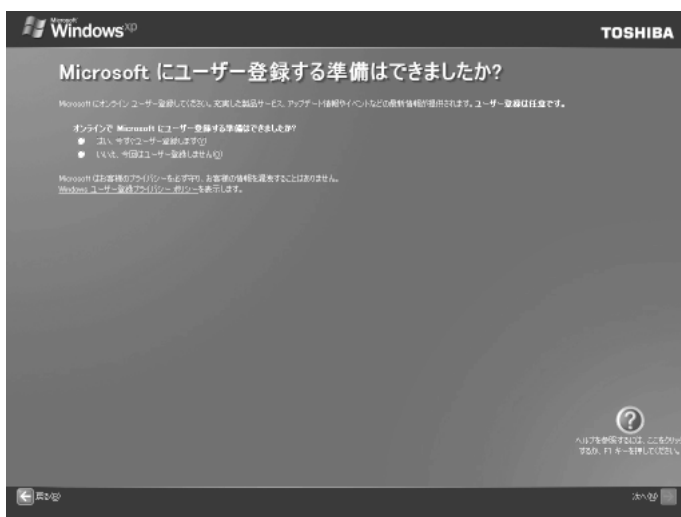 Microsoft
Windows xp
TOSHIBA
Microsoft にユーザー登録する準備はできましたか?
Microsoft にオンライン ユーザー登録してください。充実した製品サービス、アップデート情報やイベントなどの最新情報が提供されます。ユーザー登録は任意です。
オンラインで Microsoft にユーザー登録する準備はできましたか?
はい、今すぐユーザー登録します(Y)
いいえ、今回はユーザー登録しません(O)
Microsoft はお客様のプライバシーを必ず守り、お客様の情報を漏洩することはありません。
Windows ユーザー登録プライバシー ポリシーを表示します。
ヘルプを参照するには、ここをクリック
するか、F1 キーを押してください。
戻る(B)
次へ(N)